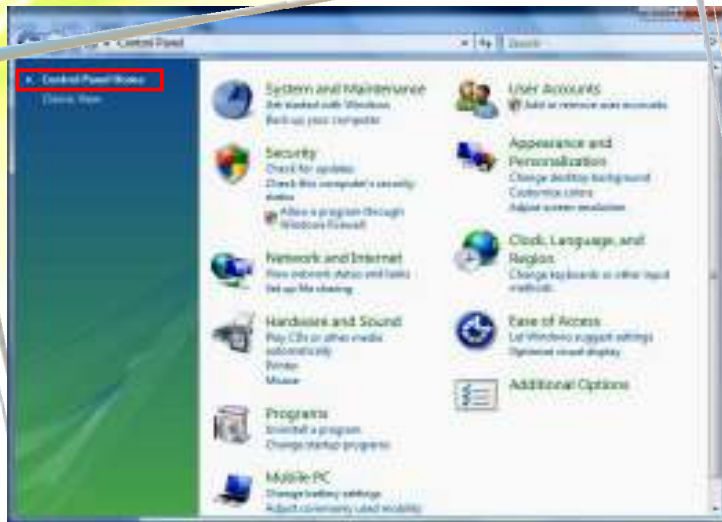 Control Panel
Search
Control Panel Home
Classic View
System and Maintenance
Get started with Windows
Back up your computer
Security
Check for updates
Check this computer's security
status
Allow a program through
Windows Firewall
Network and Internet
View network status and tasks
Set up file sharing
Hardware and Sound
Play CDs or other media
automatically
Printer
Mouse
Programs
Uninstall a program
Change startup programs
Mobile PC
Change battery settings
Adjust commonly used mobility
User Accounts
Add or remove user accounts
Appearance and
Personalization
Change desktop background
Customize colors
Adjust screen resolution
Clock, Language, and
Region
Change keyboards or other input
methods
Ease of Access
Let Windows suggest settings
Optimize visual display
Additional Options